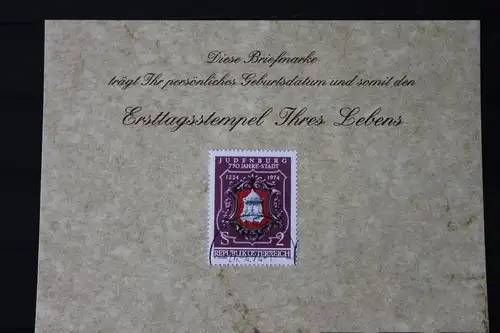 Diese Briefmarke
trägt Ihr persönliches Geburtsdatum und somit den
Ersttagsstempel Ihres Lebens
JUDENBURG
750 JAHRE-STADT
1224 1974
S 2
REPUBLIK ÖSTERREICH